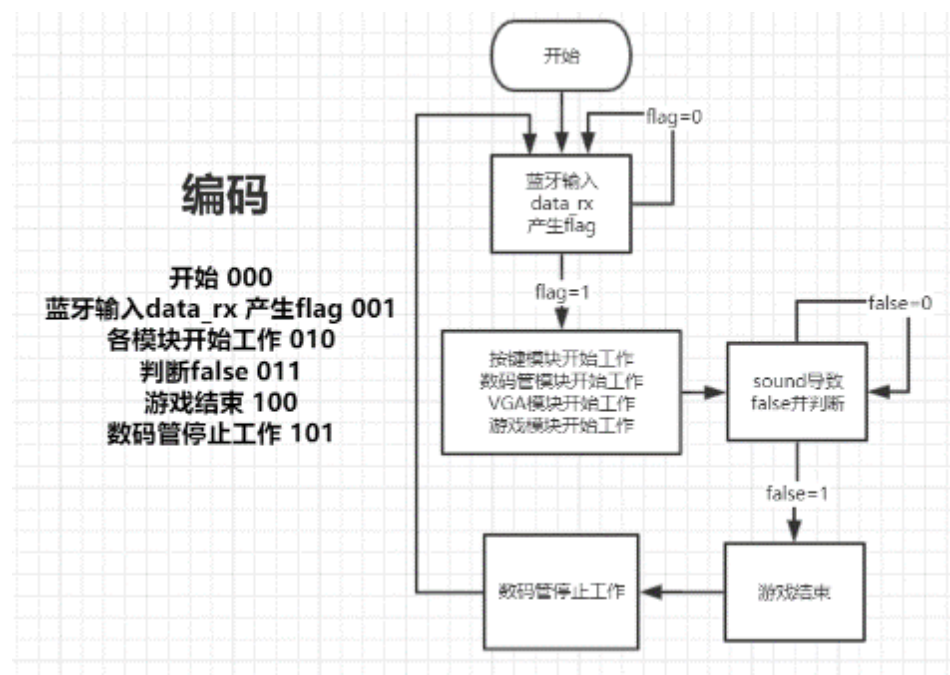 编码
开始 000
蓝牙输入data_rx 产生flag 001
各模块开始工作 010
判断false 011
游戏结束 100
数码管停止工作 101
开始
flag=0
蓝牙输入
data_rx
产生flag
flag=1
按键模块开始工作
数码管模块开始工作
VGA模块开始工作
游戏模块开始工作
false=0
sound导致
false并判断
false=1
数码管停止工作
游戏结束